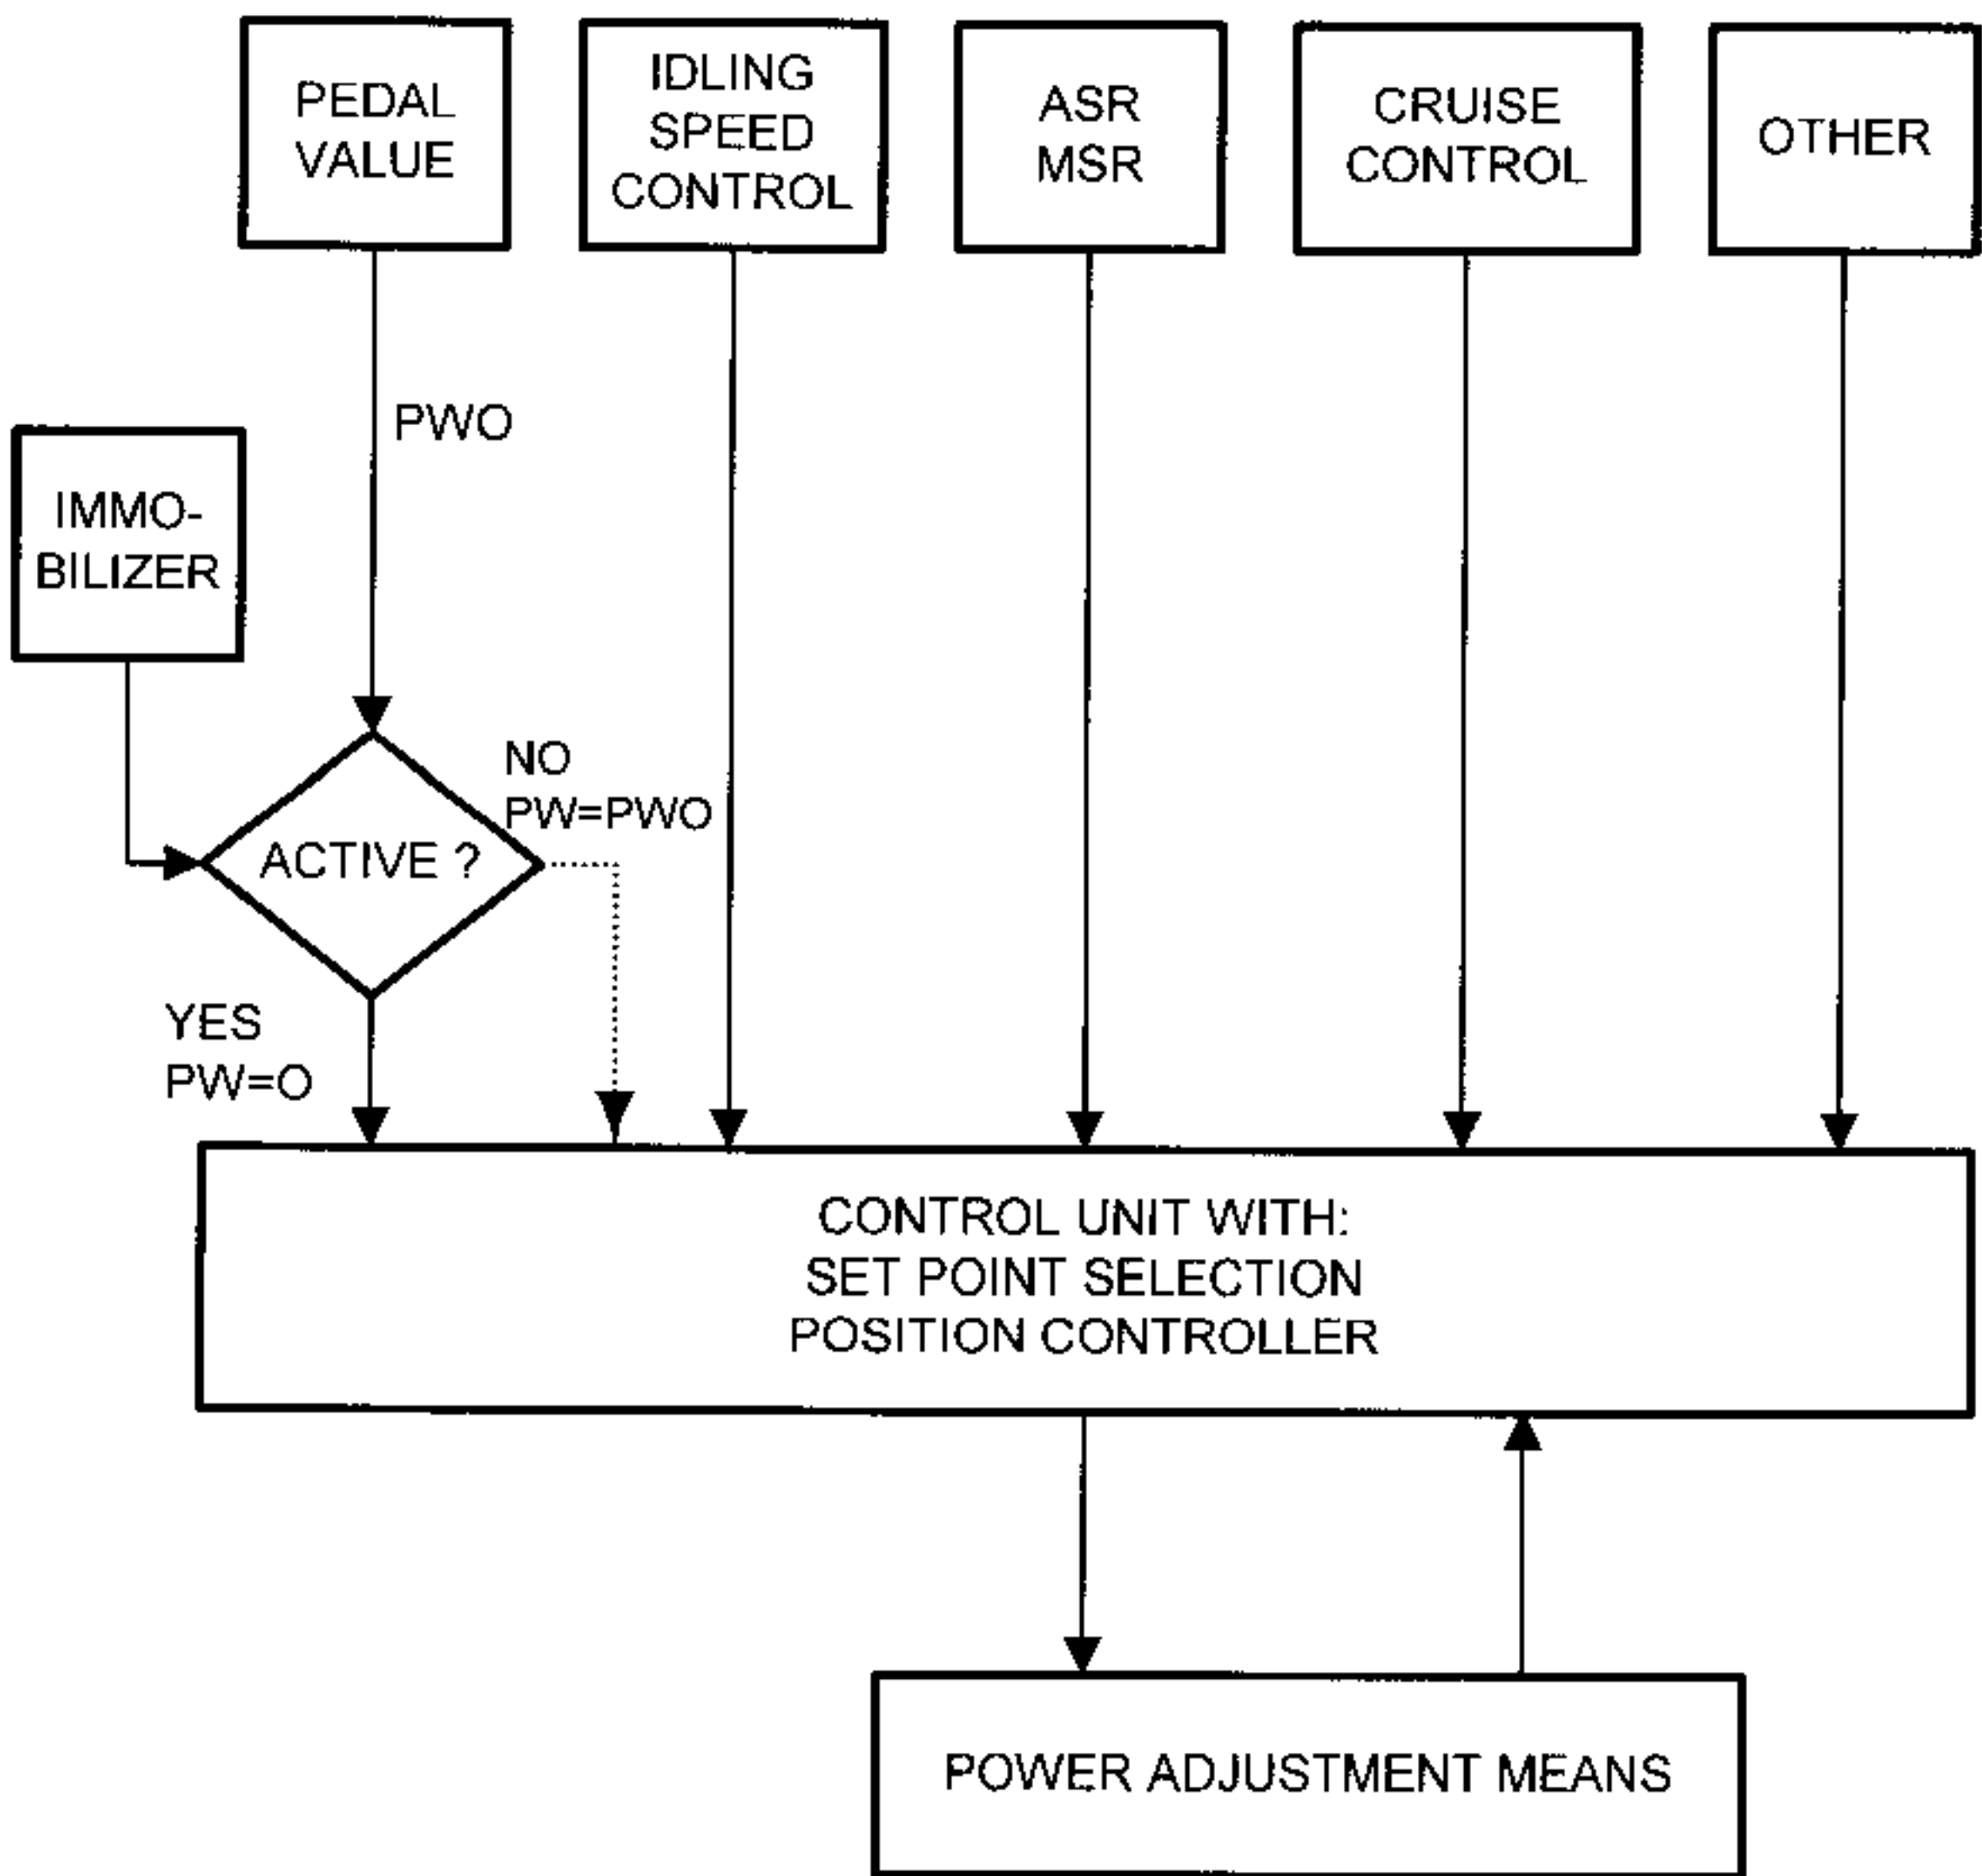 PEDAL
VALUE
IDLING
SPEED
CONTROL
ASR
MSR
CRUISE
CONTROL
OTHER
PWO
IMMO-
BILIZER
NO
PW=PWO
ACTIVE ?
YES
PW=O
CONTROL UNIT WITH:
SET POINT SELECTION
POSITION CONTROLLER
POWER ADJUSTMENT MEANS